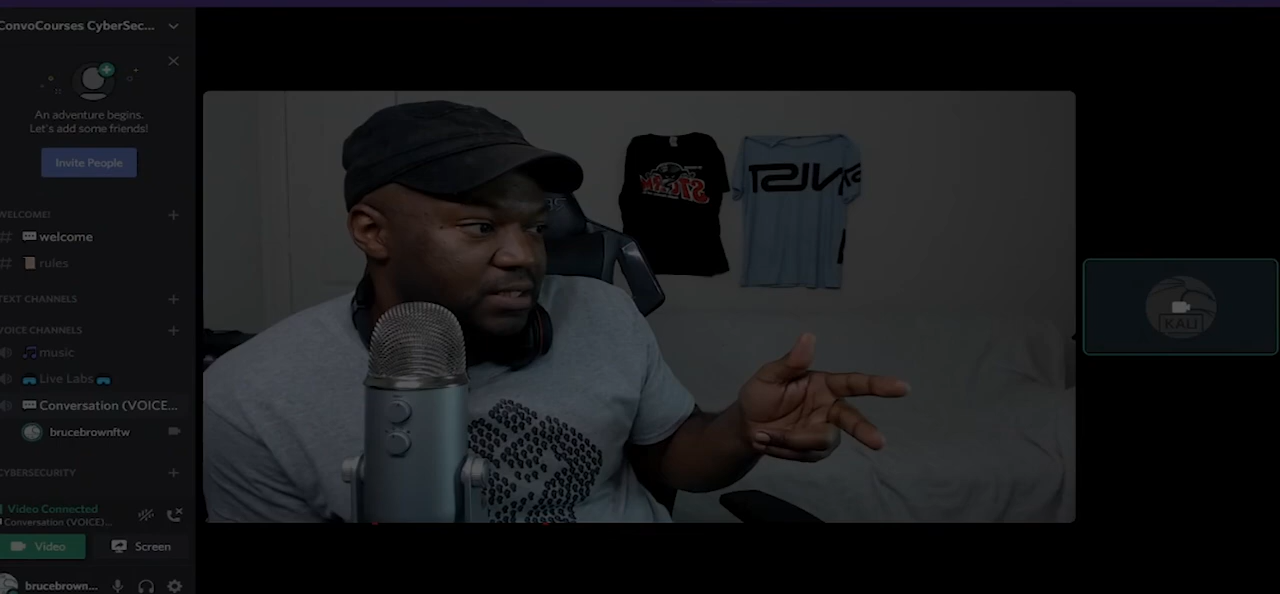 ConvoCourses CyberSec...
An adventure begins.
Let's add some friends!
Invite People
WELCOME!
welcome
rules
TEXT CHANNELS
VOICE CHANNELS
music
Live Labs
Conversation (VOICE...
brucebrownftw
CYBERSECURITY
Video Connected
Conversation (VOICE)...
Video
Screen
brucebrown...
KALI